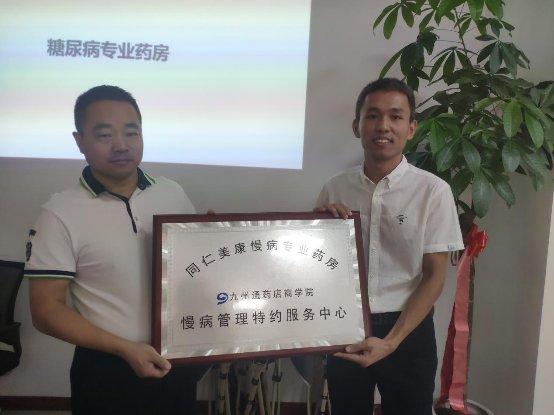 糖尿病专业药房
同仁美康慢病专业药房
九州通药店商学院
慢病管理特约服务中心